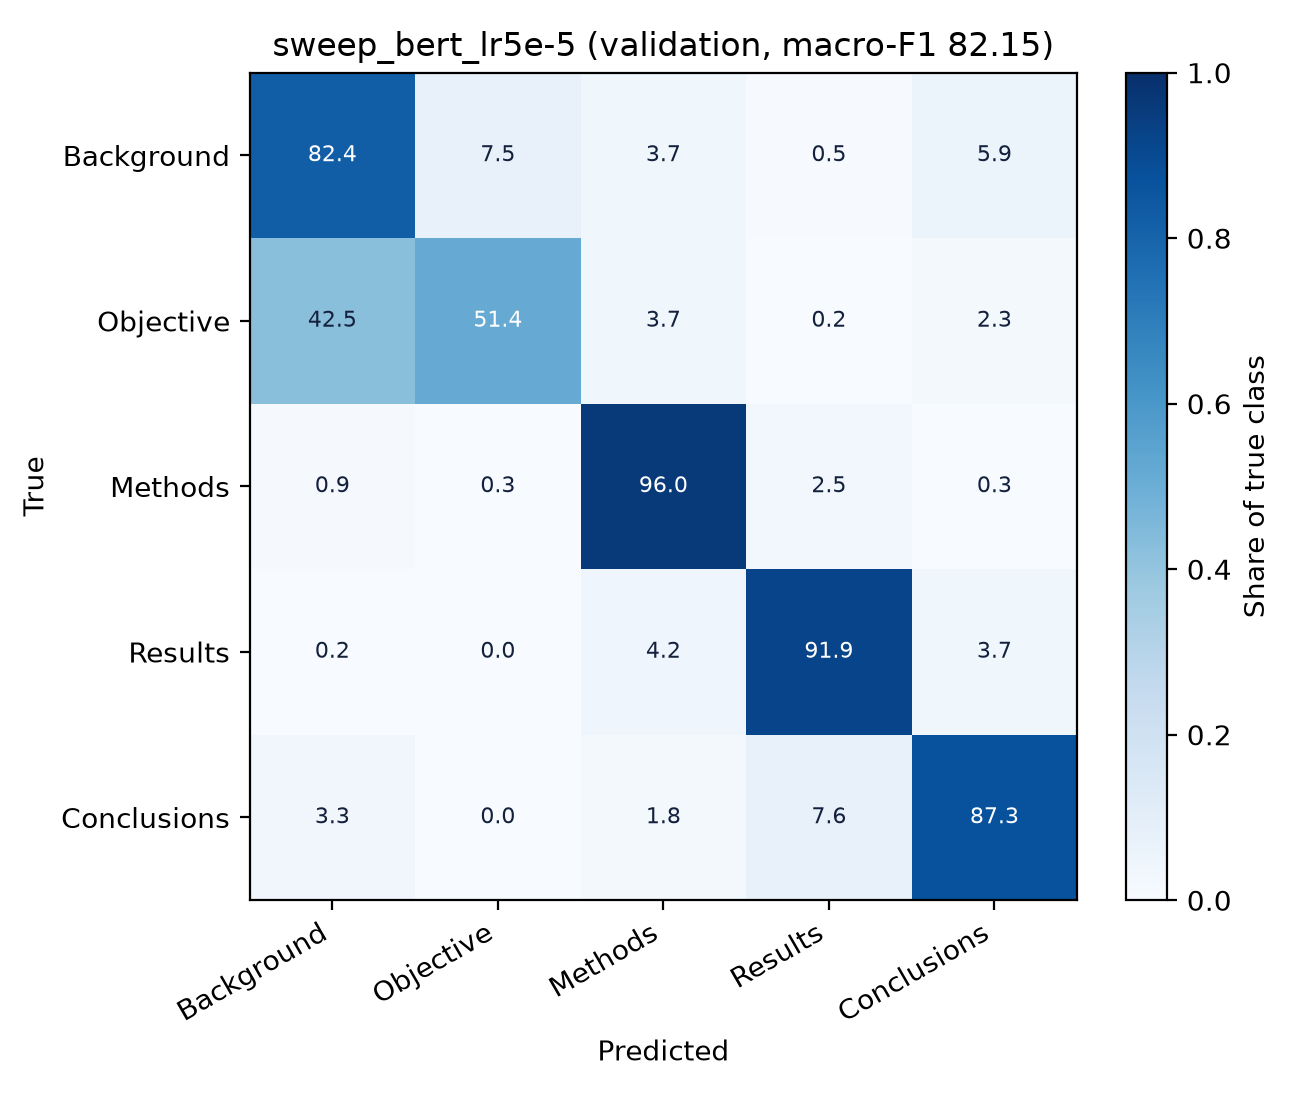 sweep_bert_lr5e-5 (validation, macro-F1 82.15)
Background 82.4 7.5 3.7 0.5 5.9
Objective 42.5 51.4 3.7 0.2 2.3
Methods 0.9 0.3 96.0 2.5 0.3
Results 0.2 0.0 4.2 91.9 3.7
Conclusions 3.3 0.0 1.8 7.6 87.3
True
Background Objective Methods Results Conclusions
Predicted
1.0
0.8
0.6
0.4
0.2
0.0
Share of true class